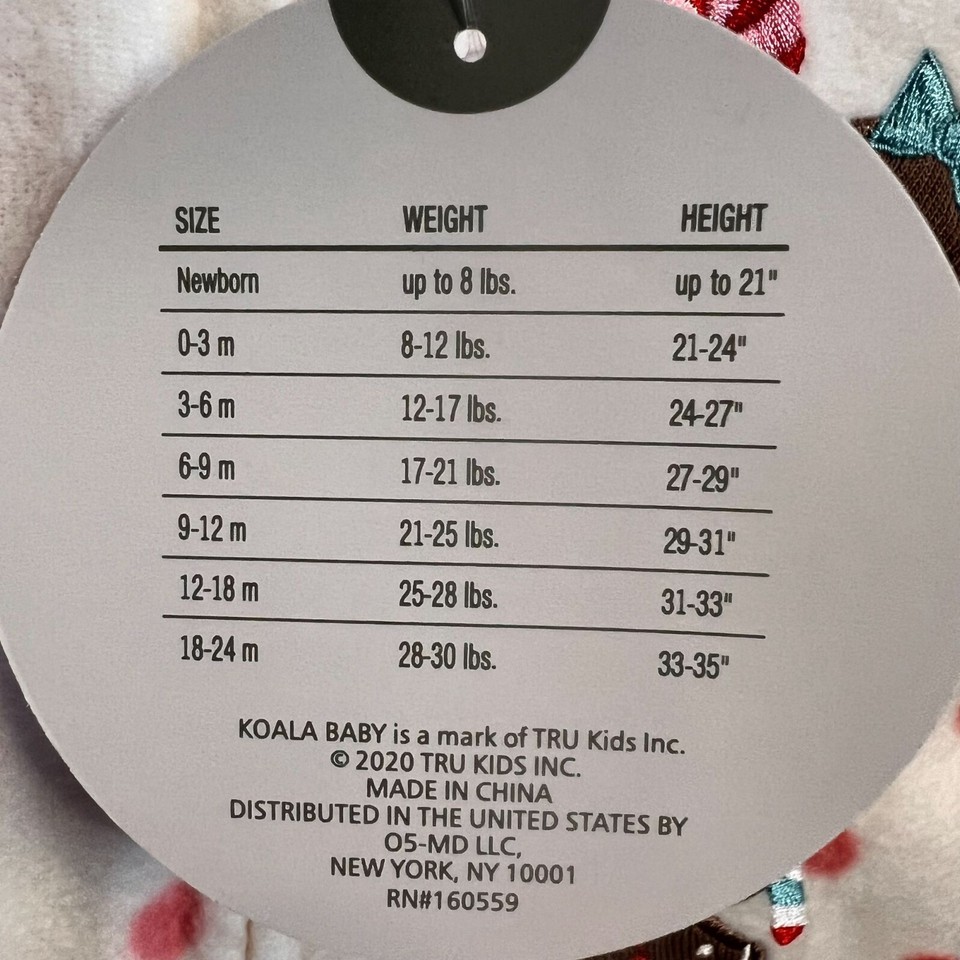 SIZE WEIGHT HEIGHT
Newborn up to 8 lbs. up to 21"
0-3 m 8-12 lbs. 21-24"
3-6 m 12-17 lbs. 24-27"
6-9 m 17-21 lbs. 27-29"
9-12 m 21-25 lbs. 29-31"
12-18 m 25-28 lbs. 31-33"
18-24 m 28-30 lbs. 33-35"
KOALA BABY is a mark of TRU Kids Inc.
© 2020 TRU KIDS INC.
MADE IN CHINA
DISTRIBUTED IN THE UNITED STATES BY
O5-MD LLC,
NEW YORK, NY 10001
RN#160559